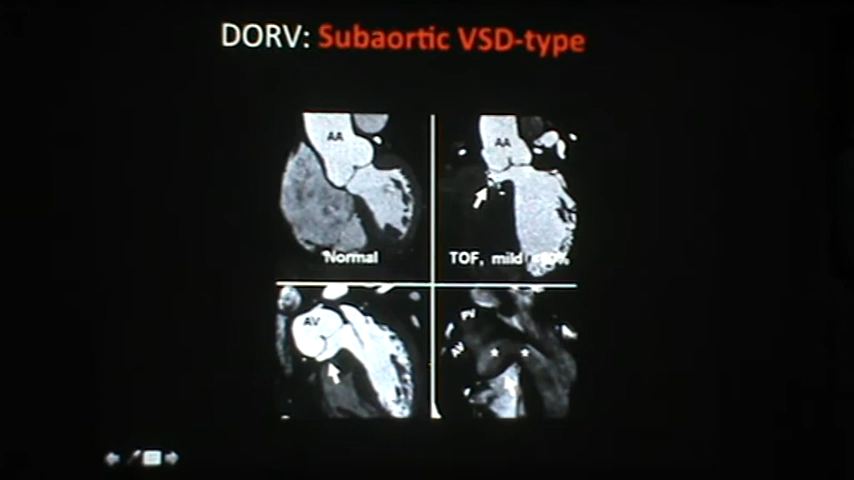 DORV: Subaortic VSD-type
AA
AA
Normal
TOF, mild
AV
PV
AV
* *